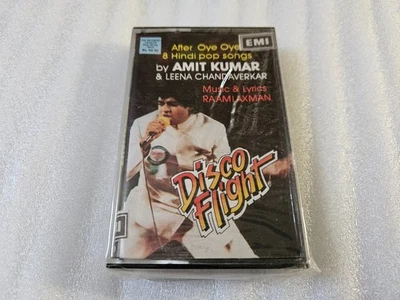 After Oye Oye
EMI
8 Hindi pop songs
by AMIT KUMAR
& LEENA CHANDAVERKAR
Music & Lyrics
RAAMLAXMAN
Disco
Flight